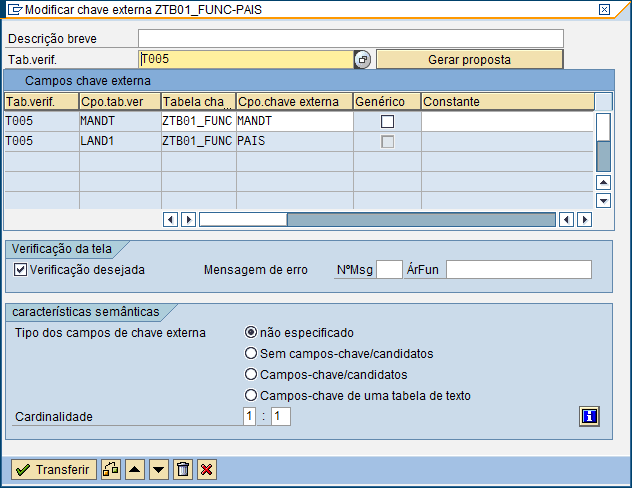 Modificar chave externa ZTB01_FUNC-PAIS
Descrição breve
Tab.verif. T005 Gerar proposta
Campos chave externa
Tab.verif. Cpo.tab.ver Tabela cha... Cpo.chave externa Genérico Constante
T005 MANDT ZTB01_FUNC MANDT
T005 LAND1 ZTB01_FUNC PAIS
Verificação da tela
Verificação desejada Mensagem de erro NºMsg ÁrFun
características semânticas
Tipo dos campos de chave externa não especificado
Sem campos-chave/candidatos
Campos-chave/candidatos
Campos-chave de uma tabela de texto
Cardinalidade 1 : 1
Transferir